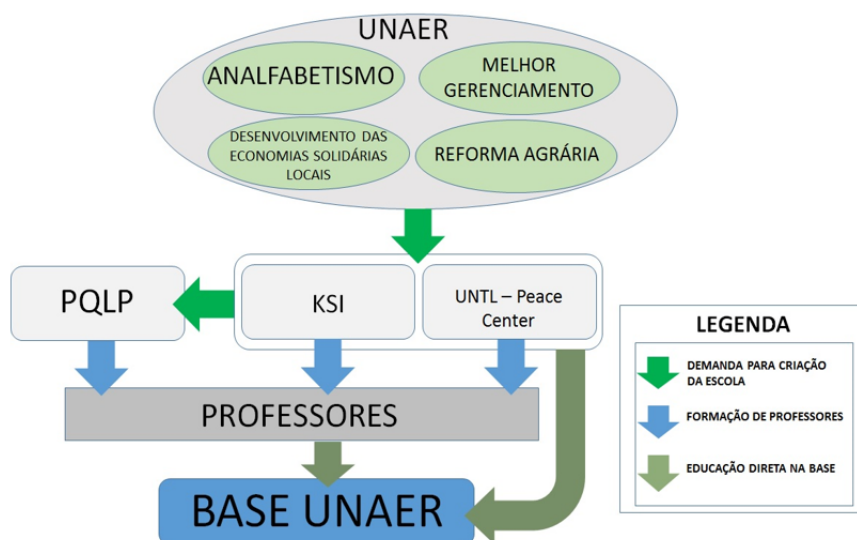 UNAER
ANALFABETISMO
MELHOR
GERENCIAMENTO
DESENVOLVIMENTO DAS
ECONOMIAS SOLIDÁRIAS
LOCAIS
REFORMA AGRÁRIA
PQLP
KSI
UNTL – Peace
Center
PROFESSORES
BASE UNAER
LEGENDA
DEMANDA PARA CRIAÇÃO
DA ESCOLA
FORMAÇÃO DE PROFESSORES
EDUCAÇÃO DIRETA NA BASE